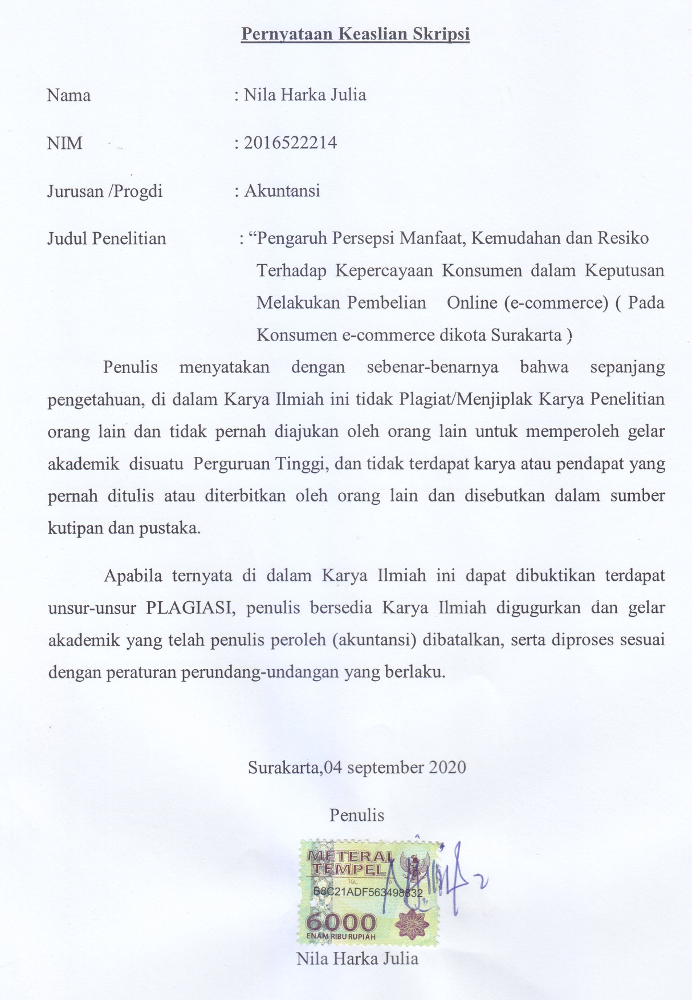 Pernyataan Keaslian Skripsi
Nama : Nila Harka Julia
NIM : 2016522214
Jurusan /Progdi : Akuntansi
Judul Penelitian : “Pengaruh Persepsi Manfaat, Kemudahan dan Resiko
Terhadap Kepercayaan Konsumen dalam Keputusan
Melakukan Pembelian Online (e-commerce) ( Pada
Konsumen e-commerce dikota Surakarta )
Penulis menyatakan dengan sebenar-benarnya bahwa sepanjang
pengetahuan, di dalam Karya Ilmiah ini tidak Plagiat/Menjiplak Karya Penelitian
orang lain dan tidak pernah diajukan oleh orang lain untuk memperoleh gelar
akademik disuatu Perguruan Tinggi, dan tidak terdapat karya atau pendapat yang
pernah ditulis atau diterbitkan oleh orang lain dan disebutkan dalam sumber
kutipan dan pustaka.
Apabila ternyata di dalam Karya Ilmiah ini dapat dibuktikan terdapat
unsur-unsur PLAGIASI, penulis bersedia Karya Ilmiah digugurkan dan gelar
akademik yang telah penulis peroleh (akuntansi) dibatalkan, serta diproses sesuai
dengan peraturan perundang-undangan yang berlaku.
Surakarta,04 september 2020
Penulis
METERAI
TEMPEL
TGL.
B8C21ADF563498832
6000
ENAM RIBU RUPIAH
Nila Harka Julia